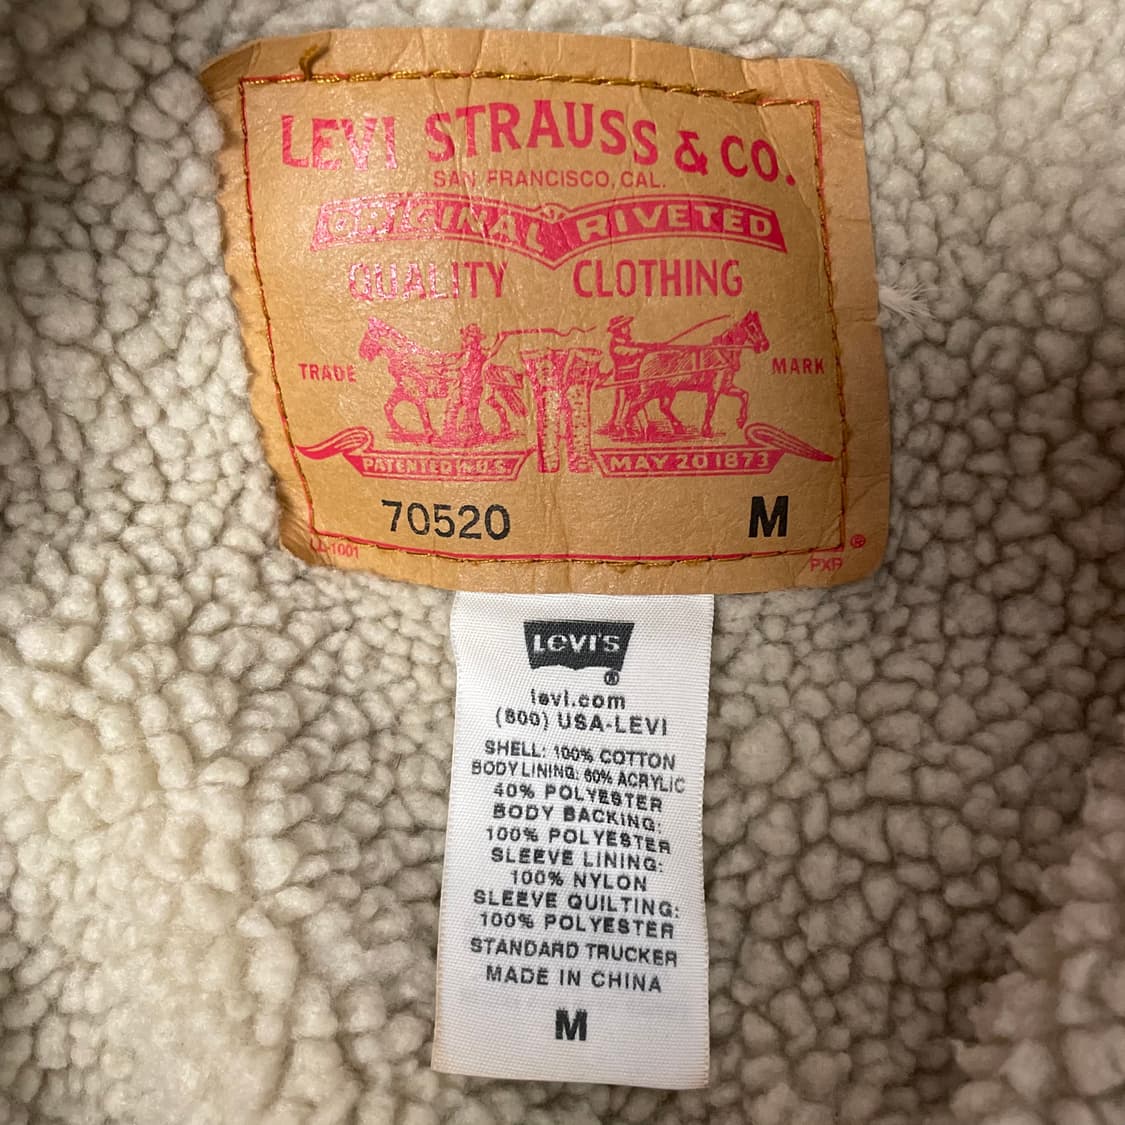 LEVI STRAUSS & CO.
SAN FRANCISCO, CAL.
ORIGINAL RIVETED
QUALITY CLOTHING
TRADE MARK
PATENTED IN U.S. MAY 20 1873
70520 M
1001 ®
PXP
LEVI'S
®
levi.com
(800) USA-LEVI
SHELL: 100% COTTON
BODY LINING: 60% ACRYLIC
40% POLYESTER
BODY BACKING:
100% POLYESTER
SLEEVE LINING:
100% NYLON
SLEEVE QUILTING:
100% POLYESTER
STANDARD TRUCKER
MADE IN CHINA
M